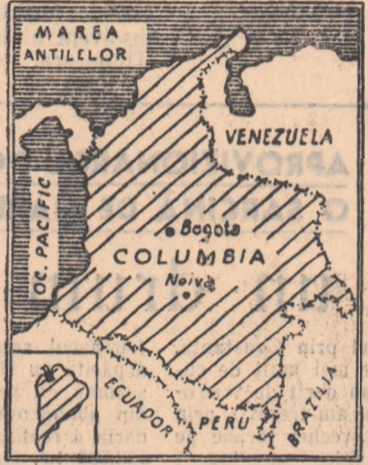 MAREA
ANTILELOR
VENEZUELA
OC. PACIFIC
Bogota
COLUMBIA
Neiva
ECUADOR
PERU
BRAZILIA